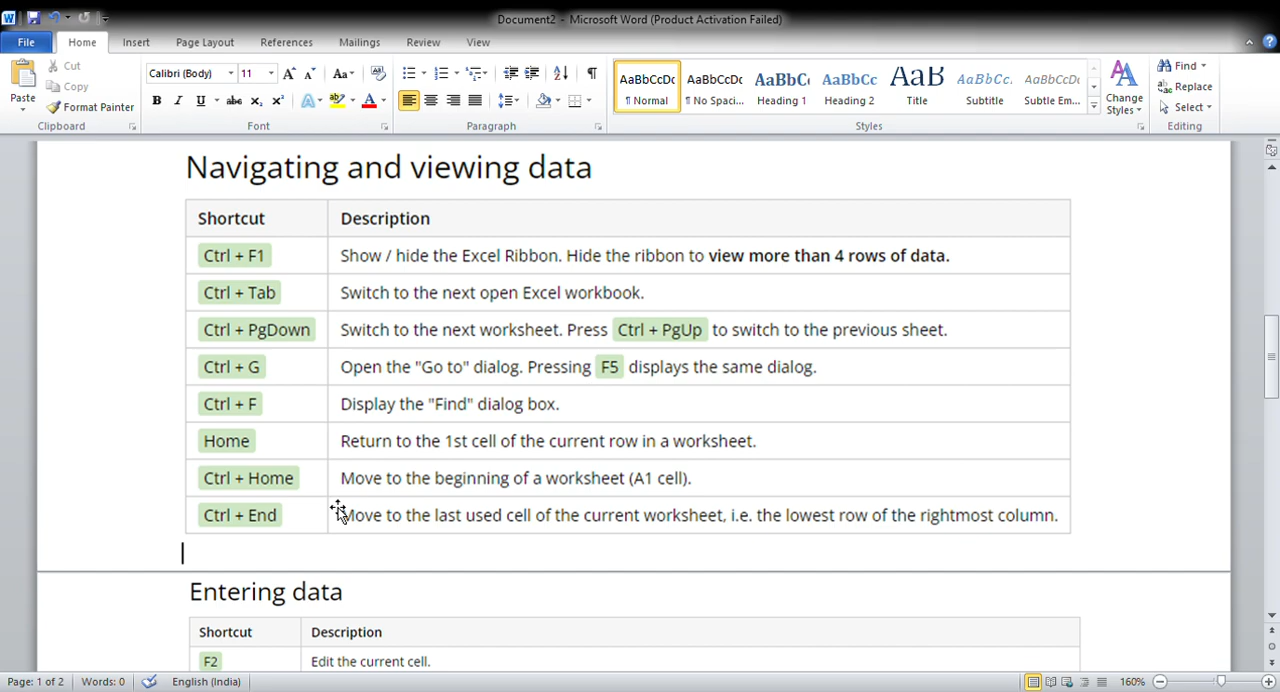 Document2 - Microsoft Word (Product Activation Failed)
File Home Insert Page Layout References Mailings Review View
Paste
Cut
Copy
Format Painter
Clipboard
Calibri (Body) 11
Font
Paragraph
AaBbCcDc AaBbCcDc AaBbC AaBbCc AaB AaBbCc. AaBbCcDc
¶ Normal ¶ No Spaci... Heading 1 Heading 2 Title Subtitle Subtle Em...
Change
Styles
Styles
Find
Replace
Select
Editing
Navigating and viewing data
Shortcut Description
Ctrl + F1 Show / hide the Excel Ribbon. Hide the ribbon to view more than 4 rows of data.
Ctrl + Tab Switch to the next open Excel workbook.
Ctrl + PgDown Switch to the next worksheet. Press Ctrl + PgUp to switch to the previous sheet.
Ctrl + G Open the "Go to" dialog. Pressing F5 displays the same dialog.
Ctrl + F Display the "Find" dialog box.
Home Return to the 1st cell of the current row in a worksheet.
Ctrl + Home Move to the beginning of a worksheet (A1 cell).
Ctrl + End Move to the last used cell of the current worksheet, i.e. the lowest row of the rightmost column.
Entering data
Shortcut Description
F2 Edit the current cell.
Page: 1 of 2 Words: 0 English (India) 160%